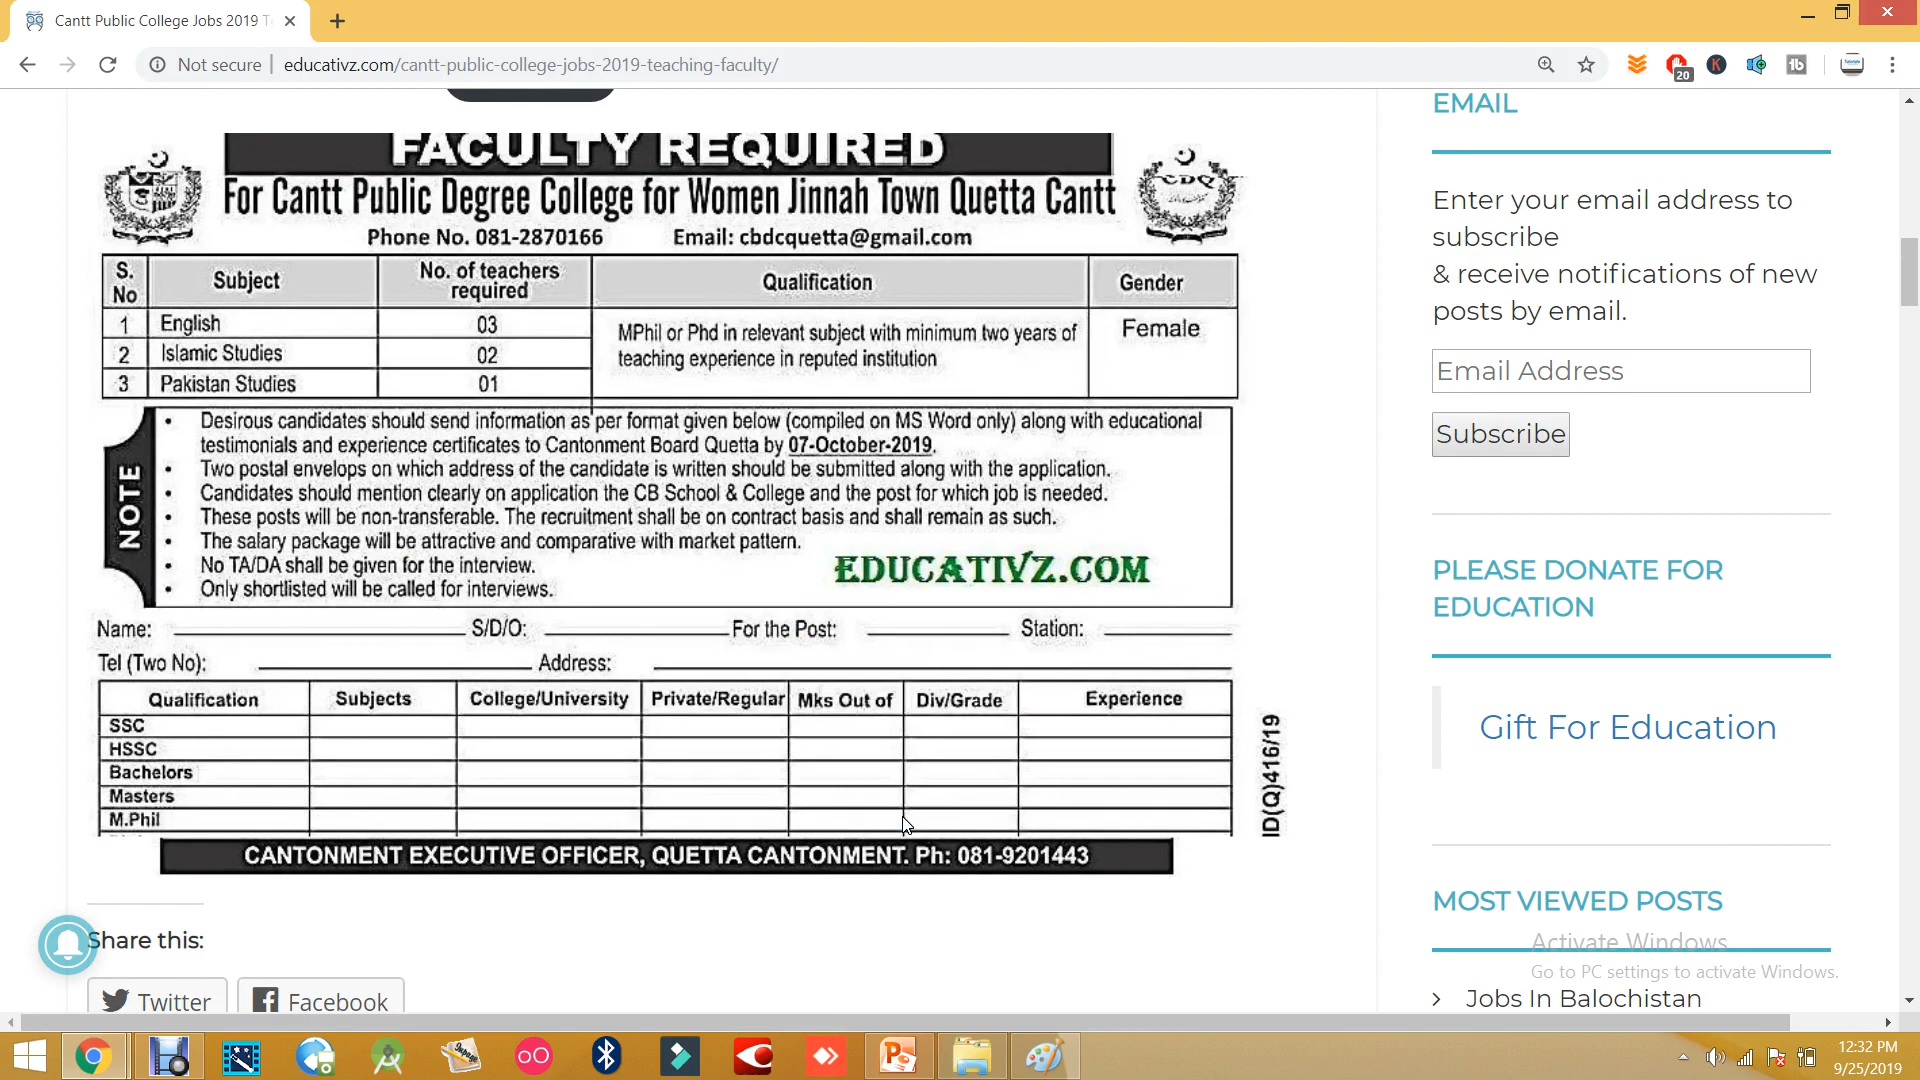 Cantt Public College Jobs 2019 T
Not secure | educativz.com/cantt-public-college-jobs-2019-teaching-faculty/
20
FACULTY REQUIRED
For Cantt Public Degree College for Women Jinnah Town Quetta Cantt
CDQ
Phone No. 081-2870166 Email: cbdcquetta@gmail.com
S. No Subject No. of teachers required Qualification Gender
1 English 03 MPhil or Phd in relevant subject with minimum two years of teaching experience in reputed institution Female
2 Islamic Studies 02
3 Pakistan Studies 01
NOTE
• Desirous candidates should send information as per format given below (compiled on MS Word only) along with educational
testimonials and experience certificates to Cantonment Board Quetta by 07-October-2019.
• Two postal envelops on which address of the candidate is written should be submitted along with the application.
• Candidates should mention clearly on application the CB School & College and the post for which job is needed.
• These posts will be non-transferable. The recruitment shall be on contract basis and shall remain as such.
• The salary package will be attractive and comparative with market pattern.
• No TA/DA shall be given for the interview.
• Only shortlisted will be called for interviews.
EDUCATIVZ.COM
Name: S/D/O: For the Post: Station:
Tel (Two No): Address:
Qualification Subjects College/University Private/Regular Mks Out of Div/Grade Experience
SSC
HSSC
Bachelors
Masters
M.Phil
ID(Q)416/19
CANTONMENT EXECUTIVE OFFICER, QUETTA CANTONMENT. Ph: 081-9201443
Share this:
Twitter
Facebook
EMAIL
Enter your email address to
subscribe
& receive notifications of new
posts by email.
Email Address
Subscribe
PLEASE DONATE FOR
EDUCATION
Gift For Education
MOST VIEWED POSTS
Activate Windows
Go to PC settings to activate Windows.
Jobs In Balochistan
12:32 PM
9/25/2019